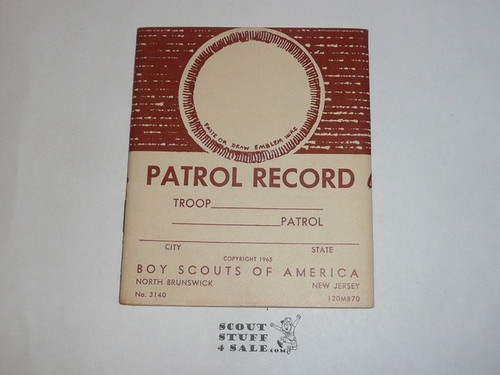 PASTE OR DRAW EMBLEM HERE
PATROL RECORD
TROOP
PATROL
CITY STATE
COPYRIGHT 1965
BOY SCOUTS OF AMERICA
NORTH BRUNSWICK NEW JERSEY
No. 3140 120M870
SCOUT
STUFF
4 SALE.com